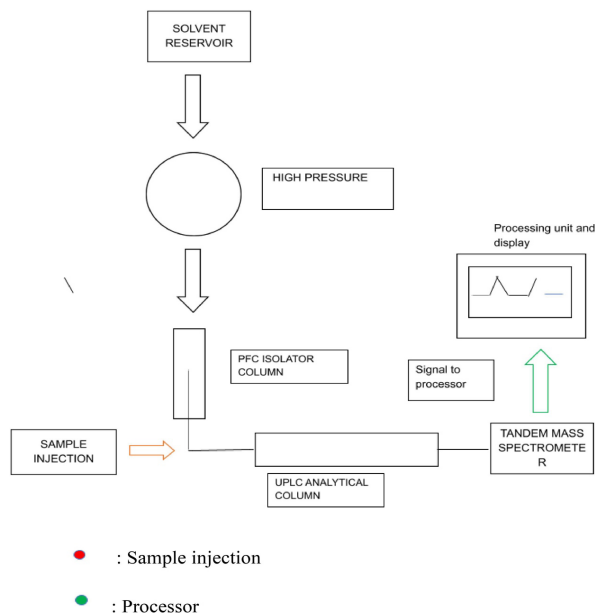 SOLVENT
RESERVOIR
HIGH PRESSURE
Processing unit and
display
PFC ISOLATOR
COLUMN
Signal to
processor
SAMPLE
INJECTION
TANDEM MASS
SPECTROMETE
R
UPLC ANALYTICAL
COLUMN
: Sample injection
: Processor